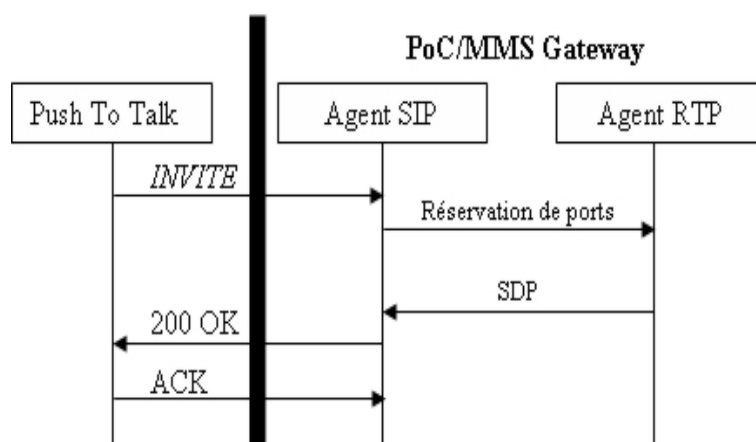 PoC/MMS Gateway
Push To Talk
Agent SIP
Agent RTP
INVITE
Réservation de ports
SDP
200 OK
ACK